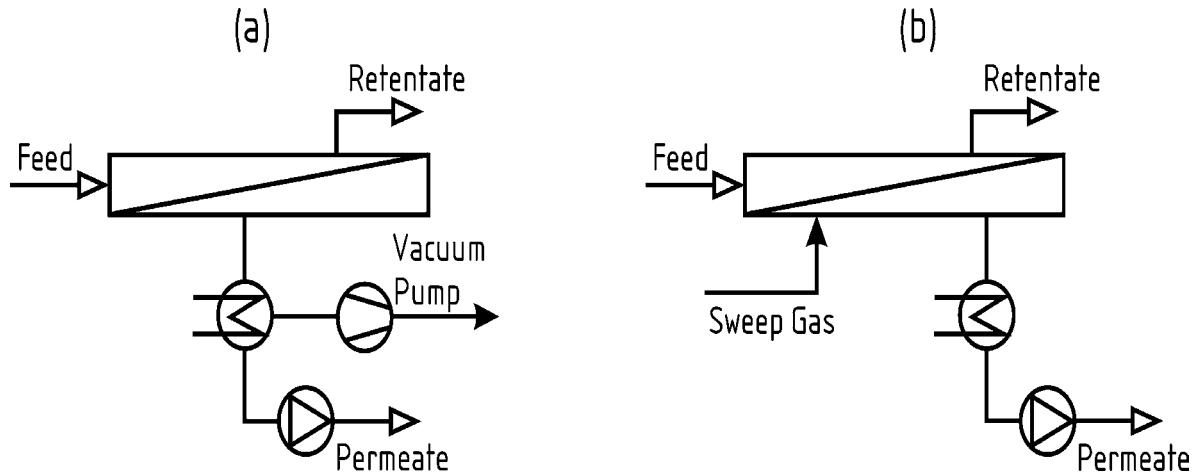 (a)
Retentate
Feed
Vacuum
Pump
Permeate
(b)
Retentate
Feed
Sweep Gas
Permeate